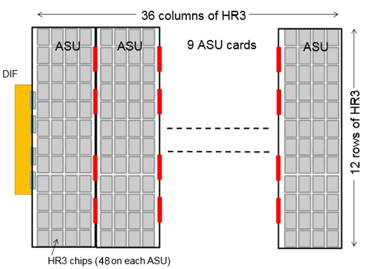 36 columns of HR3
ASU
ASU
9 ASU cards
ASU
DIF
12 rows of HR3
HR3 chips (48 on each ASU)